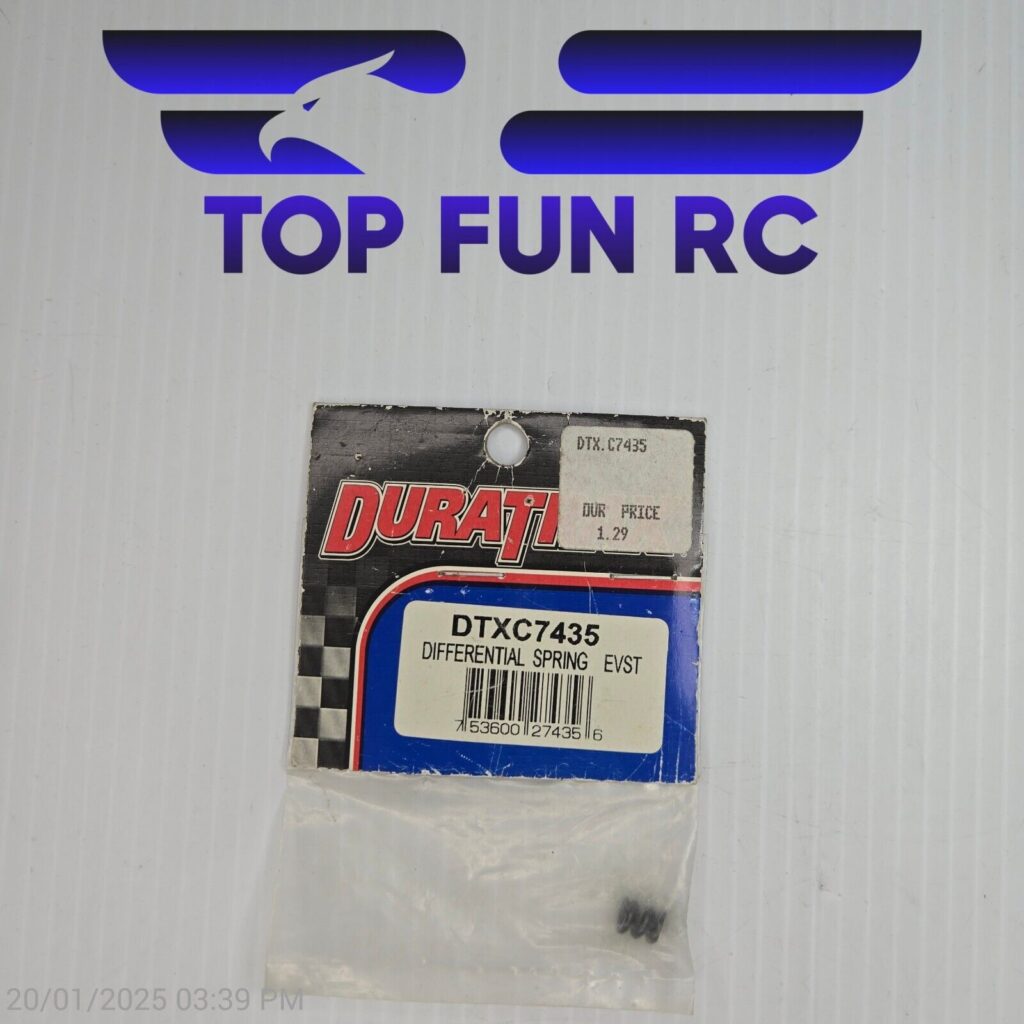 TOP FUN RC
DTX.C7435
DUR PRICE
1.29
DTXC7435
DIFFERENTIAL SPRING EVST
7 53600 27435 6
20/01/2025 03:39 PM